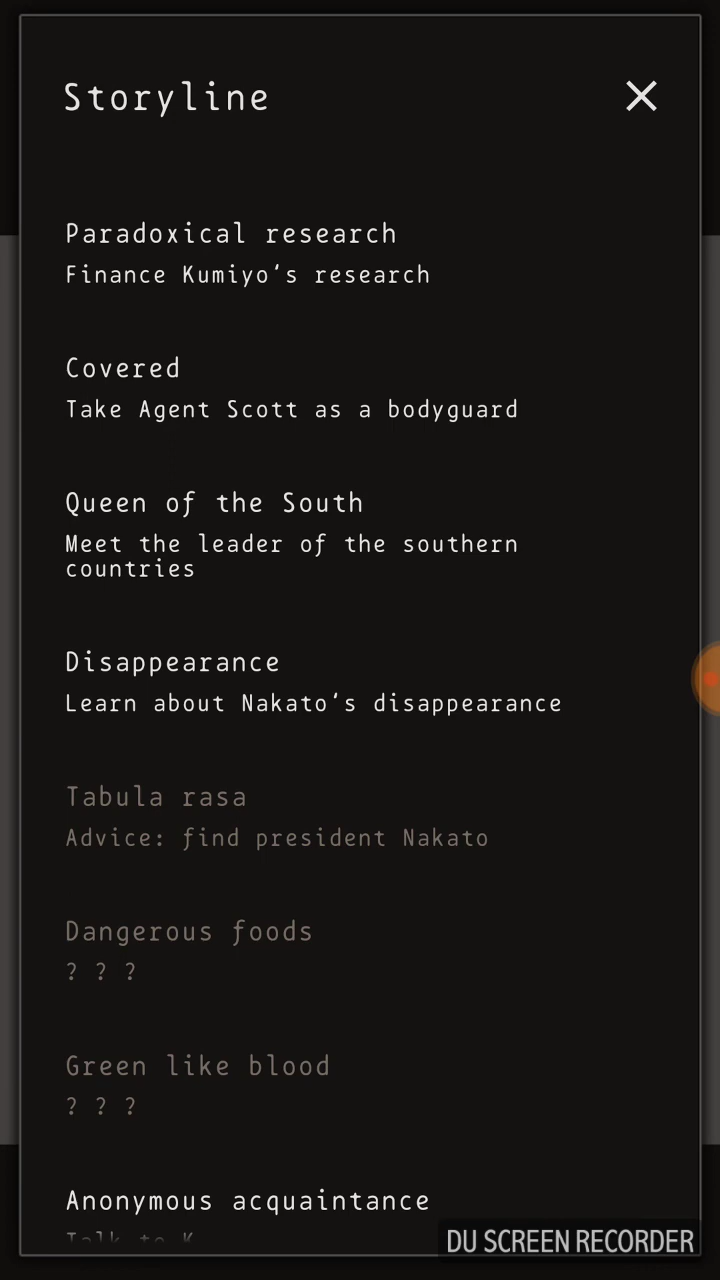 Storyline
Paradoxical research
Finance Kumiyo's research
Covered
Take Agent Scott as a bodyguard
Queen of the South
Meet the leader of the southern
countries
Disappearance
Learn about Nakato's disappearance
Tabula rasa
Advice: find president Nakato
Dangerous foods
? ? ?
Green like blood
? ? ?
Anonymous acquaintance
Talk to K
DU SCREEN RECORDER